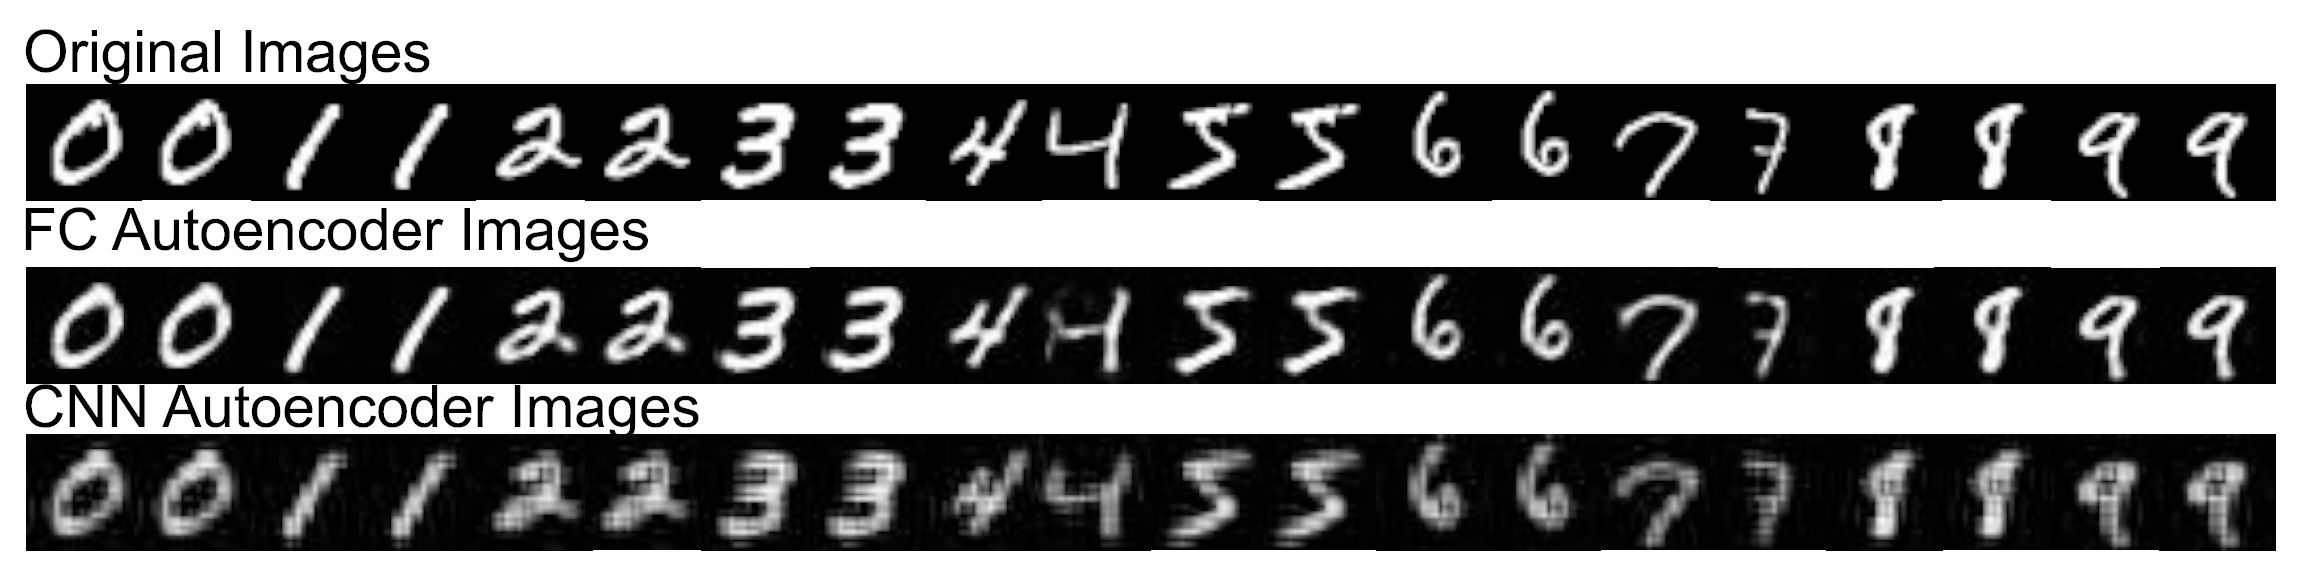 Original Images
0 0 1 1 2 2 3 3 4 4 5 5 6 6 7 7 8 8 9 9
FC Autoencoder Images
0 0 1 1 2 2 3 3 4 4 5 5 6 6 7 7 8 8 9 9
CNN Autoencoder Images
0 0 1 1 2 2 3 3 4 4 5 5 6 6 7 7 8 8 9 9